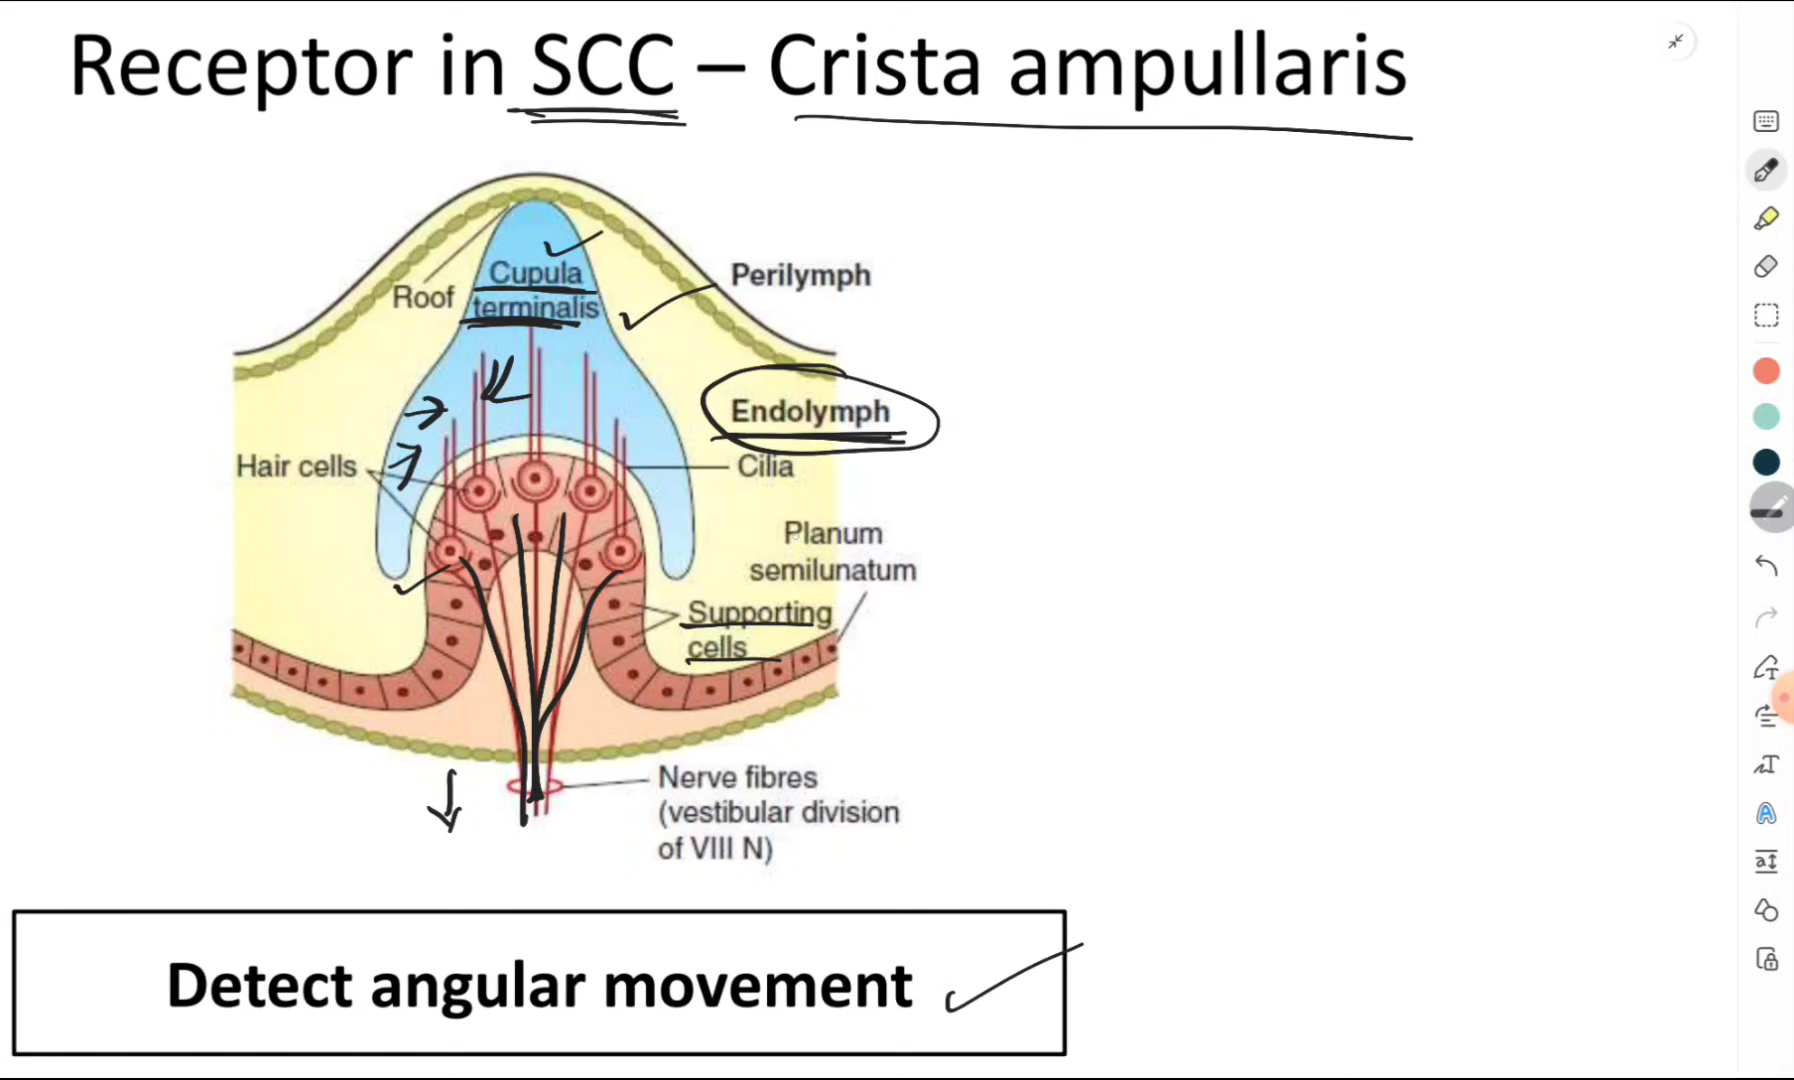 Receptor in SCC – Crista ampullaris
Cupula
terminalis
Roof
Perilymph
Endolymph
Hair cells
Cilia
Planum
semilunatum
Supporting
cells
Nerve fibres
(vestibular division
of VIII N)
Detect angular movement